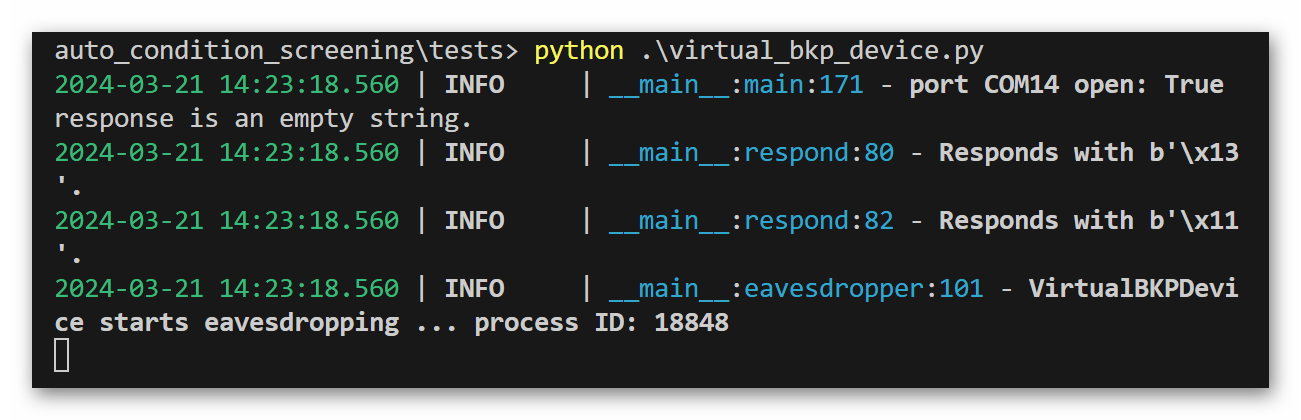 auto_condition_screening\tests> python .\virtual_bkp_device.py
2024-03-21 14:23:18.560 | INFO     | __main__:main:171 - port COM14 open: True
response is an empty string.
2024-03-21 14:23:18.560 | INFO     | __main__:respond:80 - Responds with b'\x13
'.
2024-03-21 14:23:18.560 | INFO     | __main__:respond:82 - Responds with b'\x11
'.
2024-03-21 14:23:18.560 | INFO     | __main__:eavesdropper:101 - VirtualBKPDevi
ce starts eavesdropping ... process ID: 18848